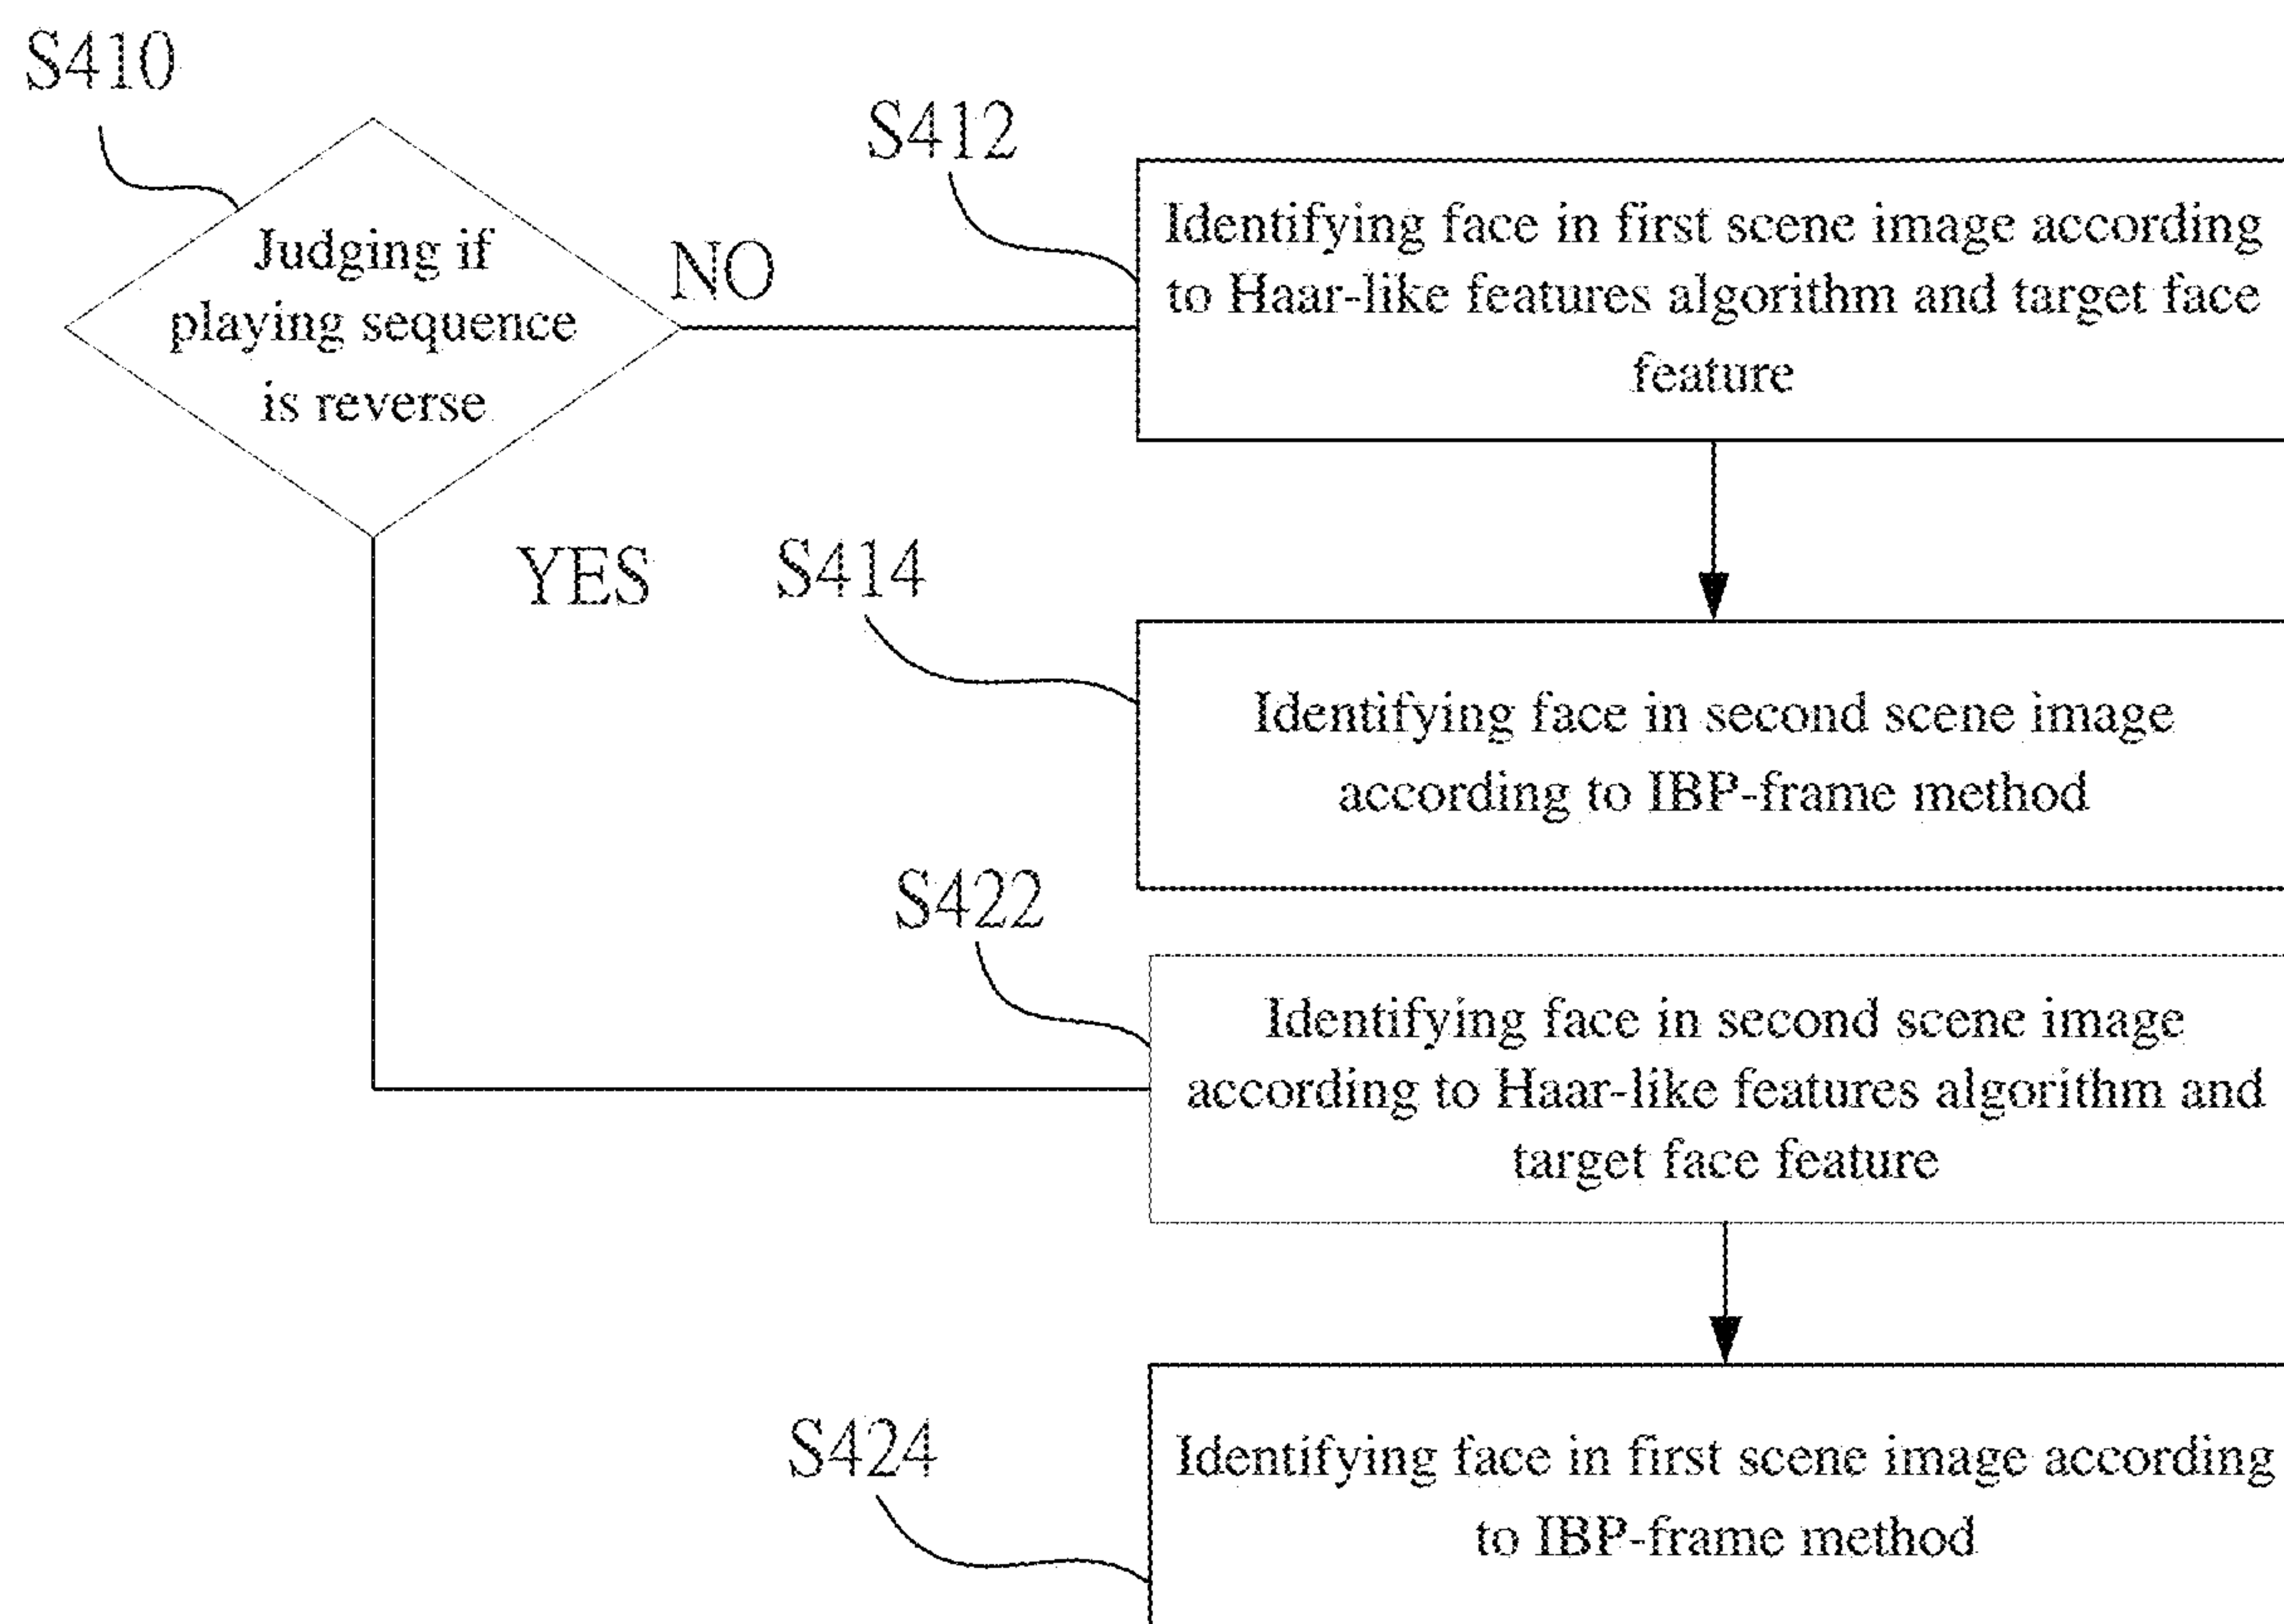 S410
Judging if
playing sequence
is reverse
NO
S412
Identifying face in first scene image according
to Haar-like features algorithm and target face
feature
YES
S414
Identifying face in second scene image
according to IBP-frame method
S422
Identifying face in second scene image
according to Haar-like features algorithm and
target face feature
S424
Identifying face in first scene image according
to IBP-frame method